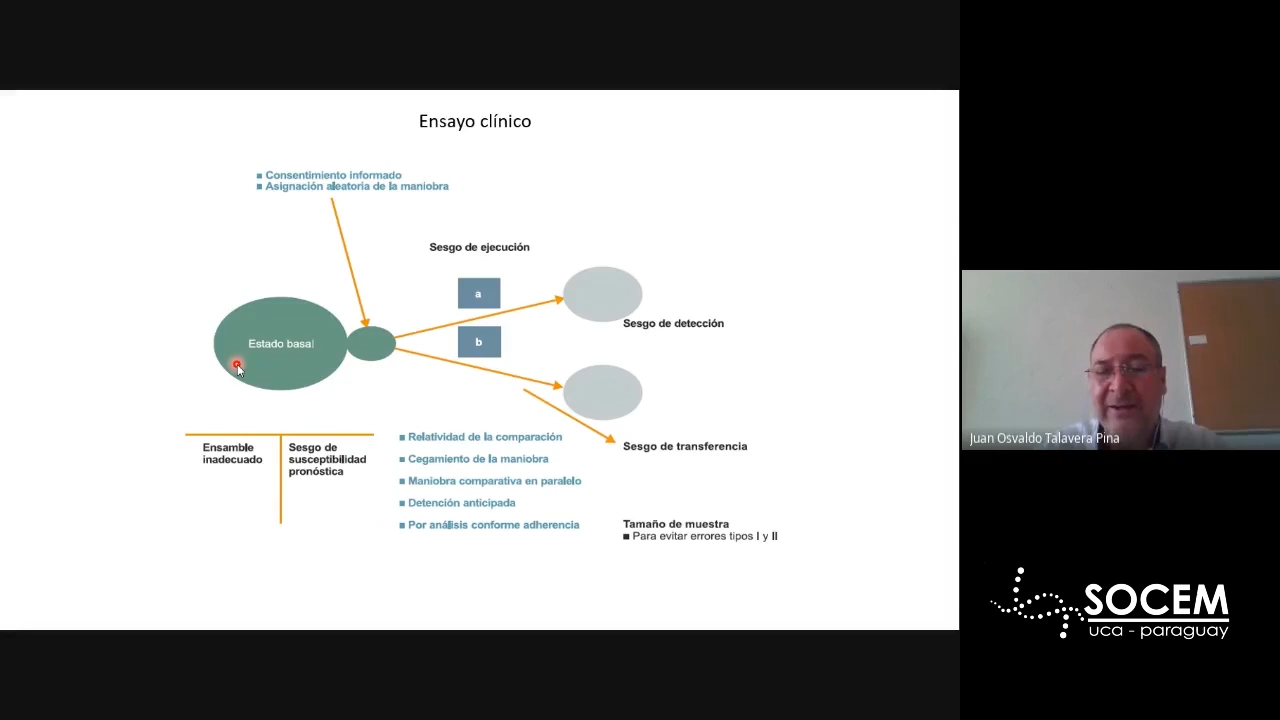 Ensayo clínico
■ Consentimiento informado
■ Asignación aleatoria de la maniobra
Sesgo de ejecución
a
Sesgo de detección
b
Estado basal
Ensamble
inadecuado
Sesgo de
susceptibilidad
pronóstica
■ Relatividad de la comparación
■ Cegamiento de la maniobra
■ Maniobra comparativa en paralelo
■ Detención anticipada
■ Por análisis conforme adherencia
Sesgo de transferencia
Tamaño de muestra
■ Para evitar errores tipos I y II
Juan Osvaldo Talavera Pina
SOCEM
uca - paraguay